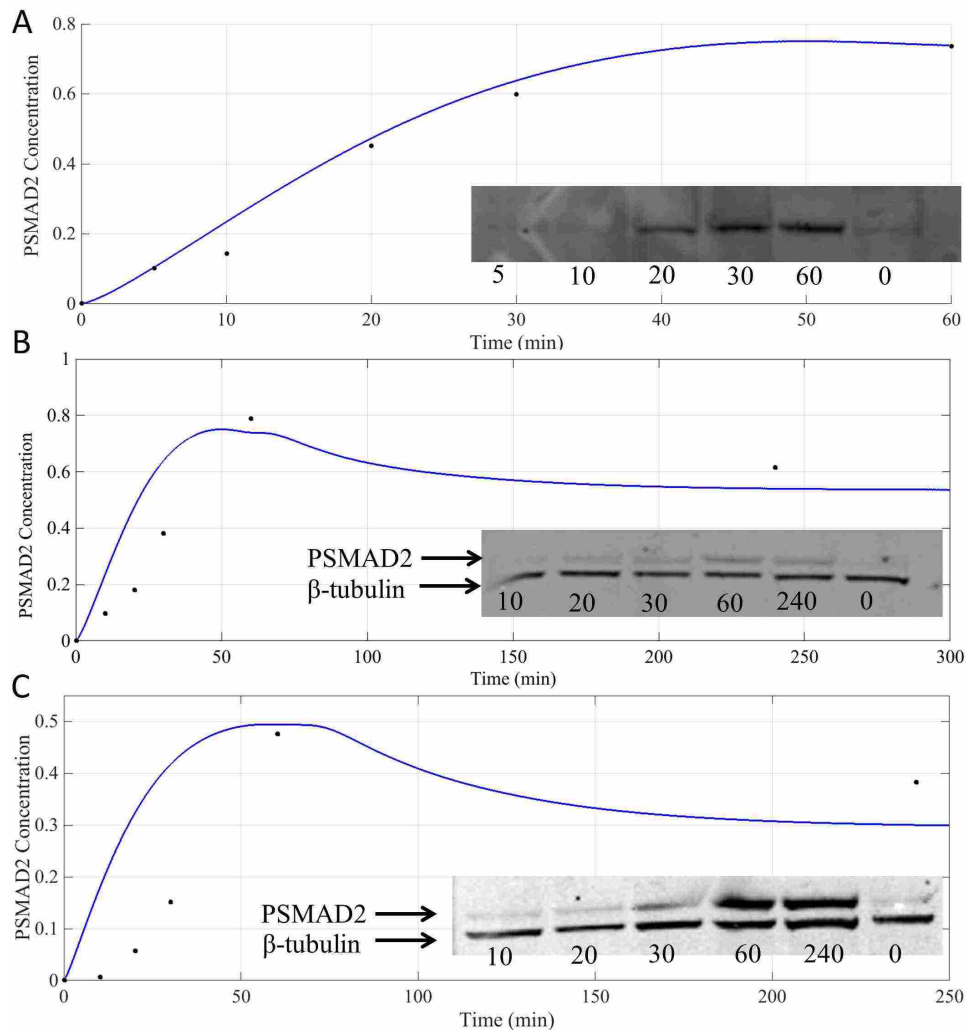 A
PSMAD2 Concentration
0.8
0.6
0.4
0.2
0
5 10 20 30 60 0
0 10 20 30 40 50 60
Time (min)
B
PSMAD2 Concentration
1
0.8
0.6
0.4
0.2
0
PSMAD2
β-tubulin
10 20 30 60 240 0
0 50 100 150 200 250 300
Time (min)
C
PSMAD2 Concentration
0.5
0.4
0.3
0.2
0.1
0
PSMAD2
β-tubulin
10 20 30 60 240 0
0 50 100 150 200 250
Time (min)